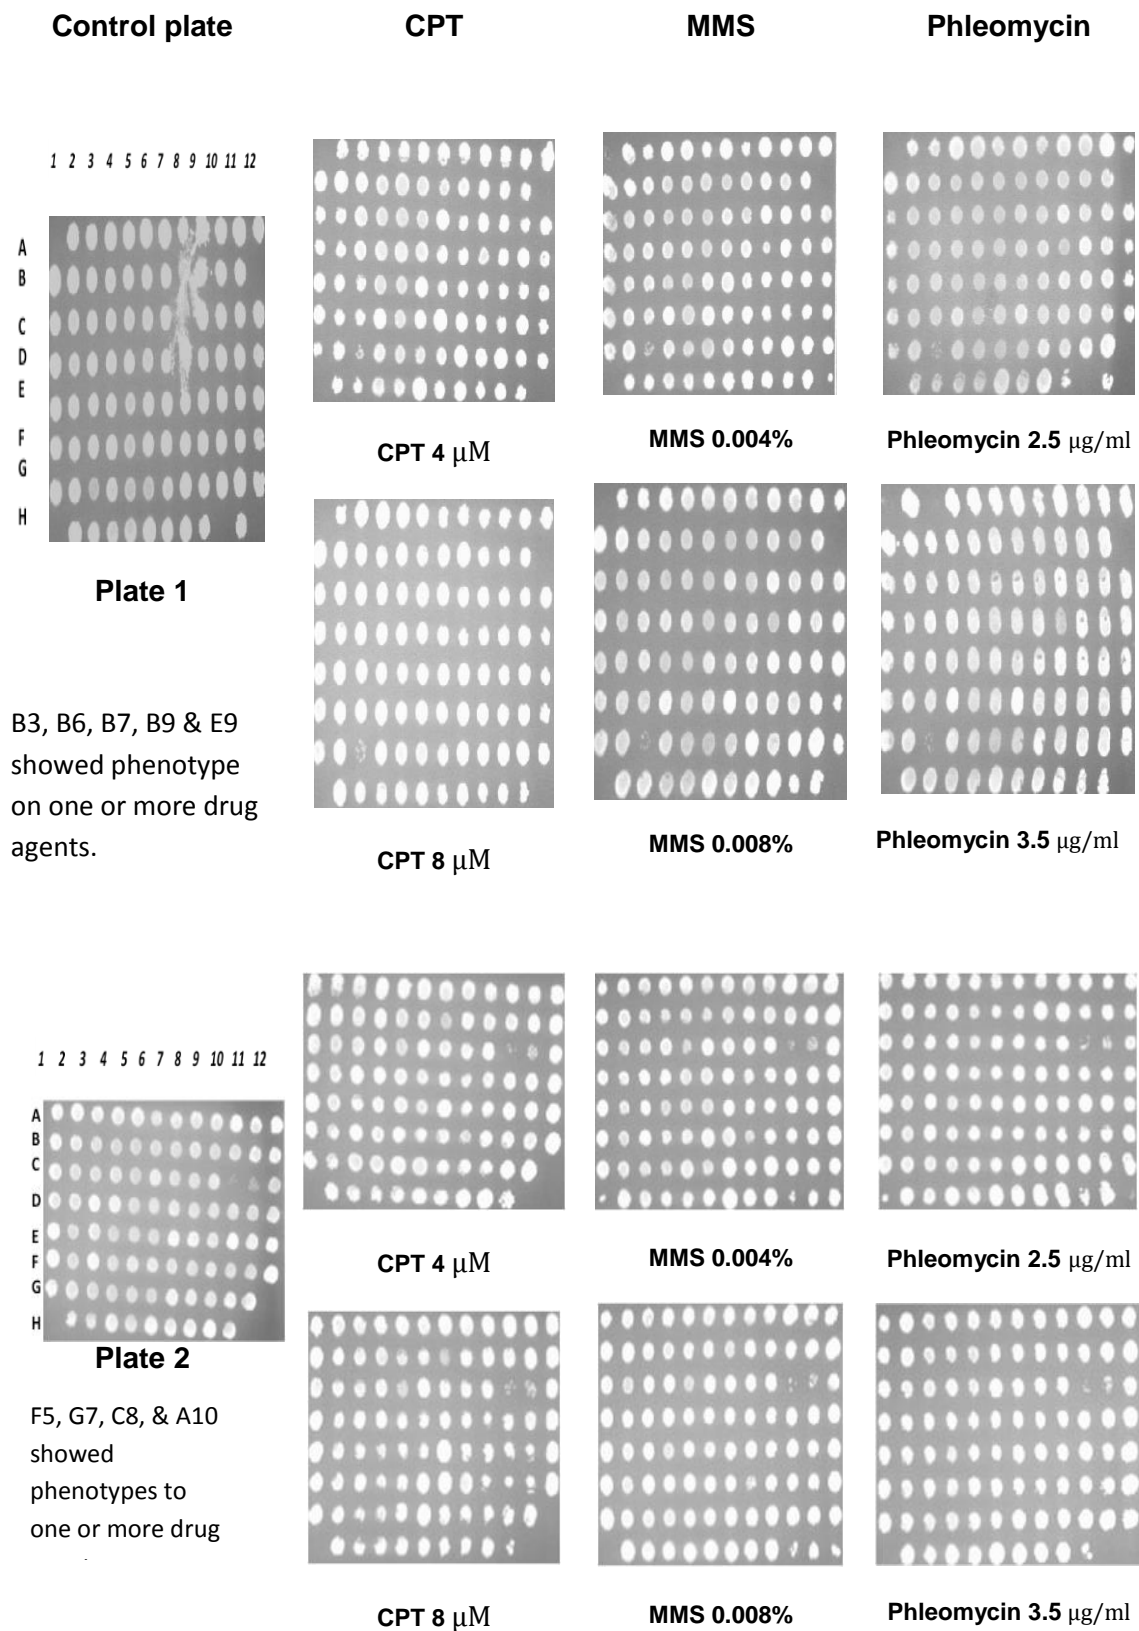 Control plate CPT MMS Phleomycin
1 2 3 4 5 6 7 8 9 10 11 12
A
B
C
D
E
F
G
H
CPT 4 μM MMS 0.004% Phleomycin 2.5 μg/ml
Plate 1
B3, B6, B7, B9 & E9
showed phenotype
on one or more drug
agents.
CPT 8 μM MMS 0.008% Phleomycin 3.5 μg/ml
1 2 3 4 5 6 7 8 9 10 11 12
A
B
C
D
E
F
G
H
CPT 4 μM MMS 0.004% Phleomycin 2.5 μg/ml
Plate 2
F5, G7, C8, & A10
showed
phenotypes to
one or more drug
CPT 8 μM MMS 0.008% Phleomycin 3.5 μg/ml